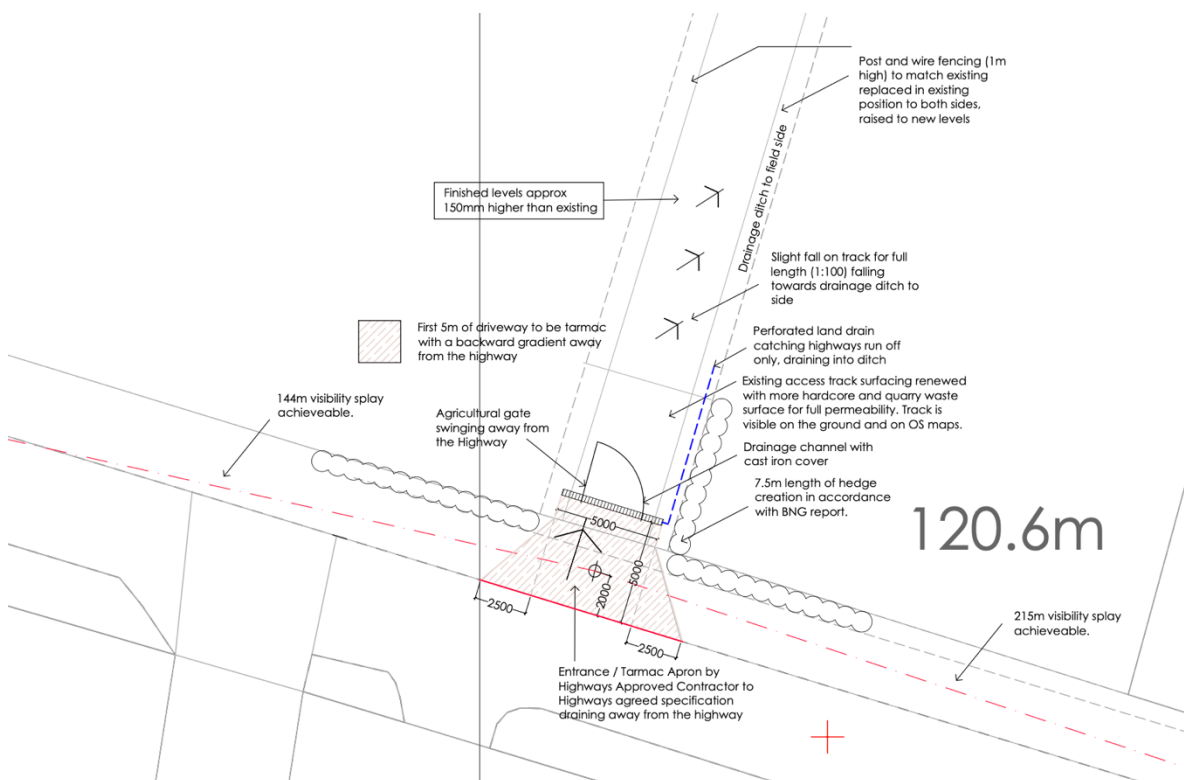 Post and wire fencing (1m
high) to match existing
replaced in existing
position to both sides,
raised to new levels
Drainage ditch to field side
Finished levels approx
150mm higher than existing
Slight fall on track for full
length (1:100) falling
towards drainage ditch to
side
First 5m of driveway to be tarmac
with a backward gradient away
from the highway
Perforated land drain
catching highways run off
only, draining into ditch
144m visibility splay
achieveable.
Existing access track surfacing renewed
with more hardcore and quarry waste
surface for full permeability. Track is
visible on the ground and on OS maps.
Agricultural gate
swinging away from
the Highway
Drainage channel with
cast iron cover
7.5m length of hedge
creation in accordance
with BNG report.
120.6m
5000
5000
2000
2500
2500
215m visibility splay
achieveable.
Entrance / Tarmac Apron by
Highways Approved Contractor to
Highways agreed specification
draining away from the highway